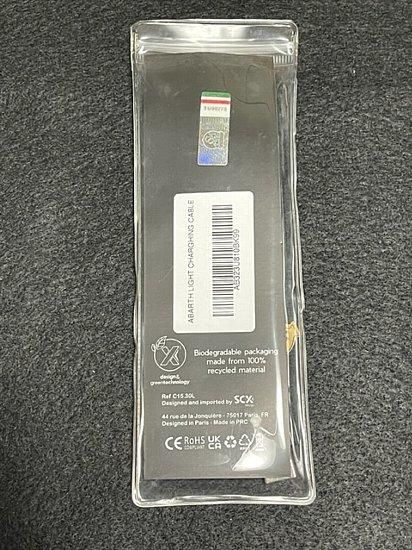 ABARTH LIGHT CHARGHING CABLE
AB323U810BK99
X
design &
greentechnology
Biodegradable packaging
made from 100%
recycled material
Ref C15.30L
Designed and imported by SCX
44 rue de la Jonquière - 75017 Paris, FR
Designed in Paris - Made in PRC
CE RoHS
COMPLIANT
UK
CA